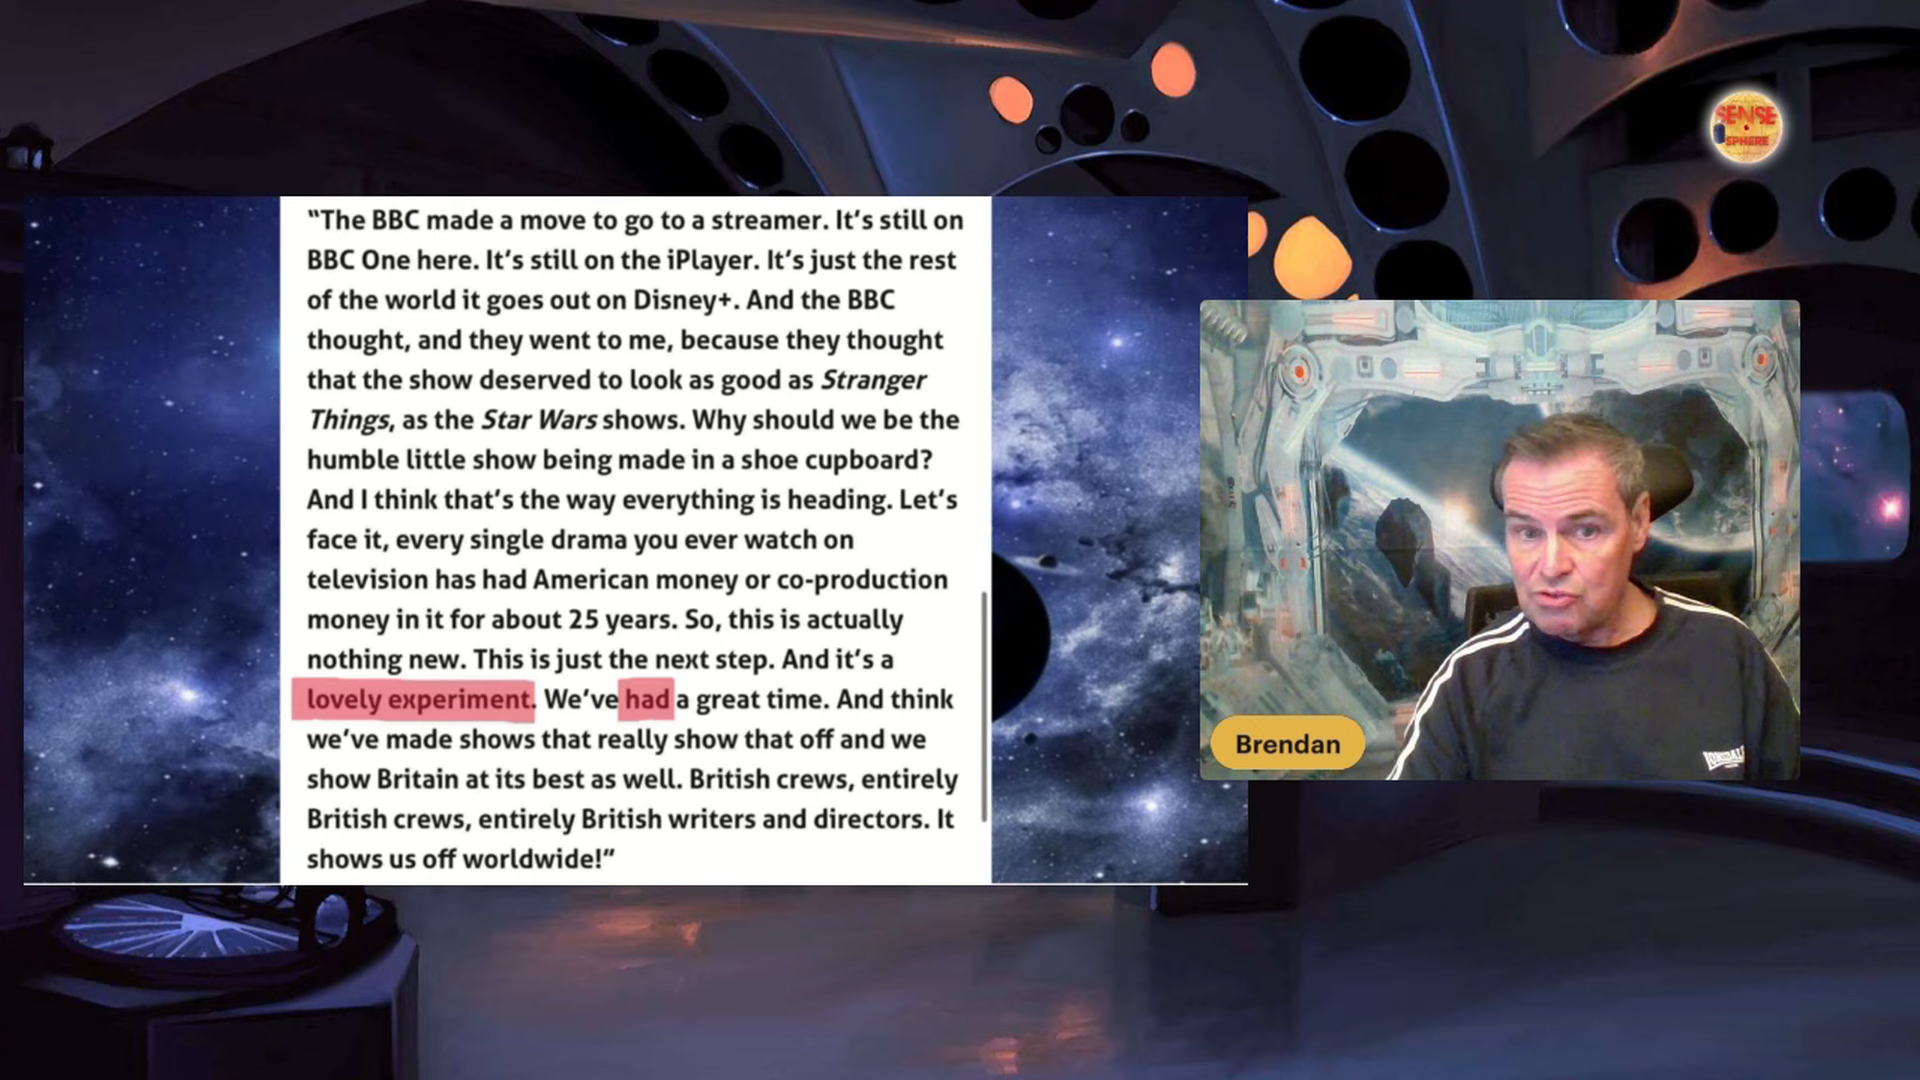 SENSE
SPHERE
“The BBC made a move to go to a streamer. It’s still on
BBC One here. It’s still on the iPlayer. It’s just the rest
of the world it goes out on Disney+. And the BBC
thought, and they went to me, because they thought
that the show deserved to look as good as Stranger
Things, as the Star Wars shows. Why should we be the
humble little show being made in a shoe cupboard?
And I think that’s the way everything is heading. Let’s
face it, every single drama you ever watch on
television has had American money or co-production
money in it for about 25 years. So, this is actually
nothing new. This is just the next step. And it’s a
lovely experiment. We’ve had a great time. And think
we’ve made shows that really show that off and we
show Britain at its best as well. British crews, entirely
British crews, entirely British writers and directors. It
shows us off worldwide!”
Brendan
LONSDALE